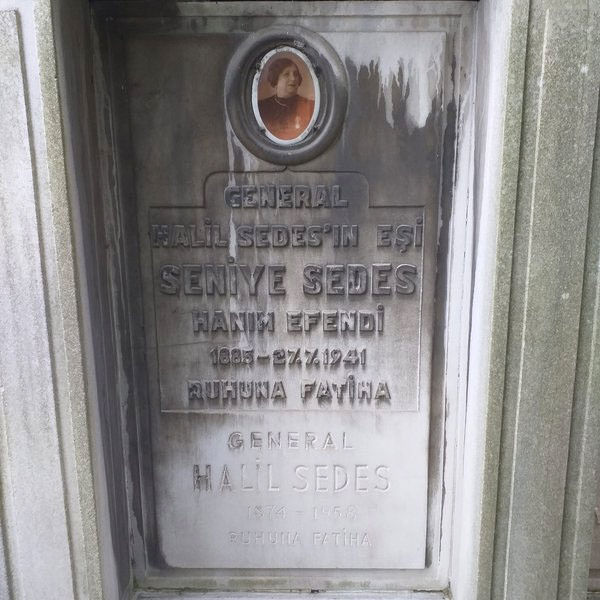 GENERAL
HALİL SEDES'İN EŞİ
SENİYE SEDES
HANIM EFENDİ
1885-27.7.1941
RUHUNA FATİHA
GENERAL
HALİL SEDES
RUHUNA FATİHA